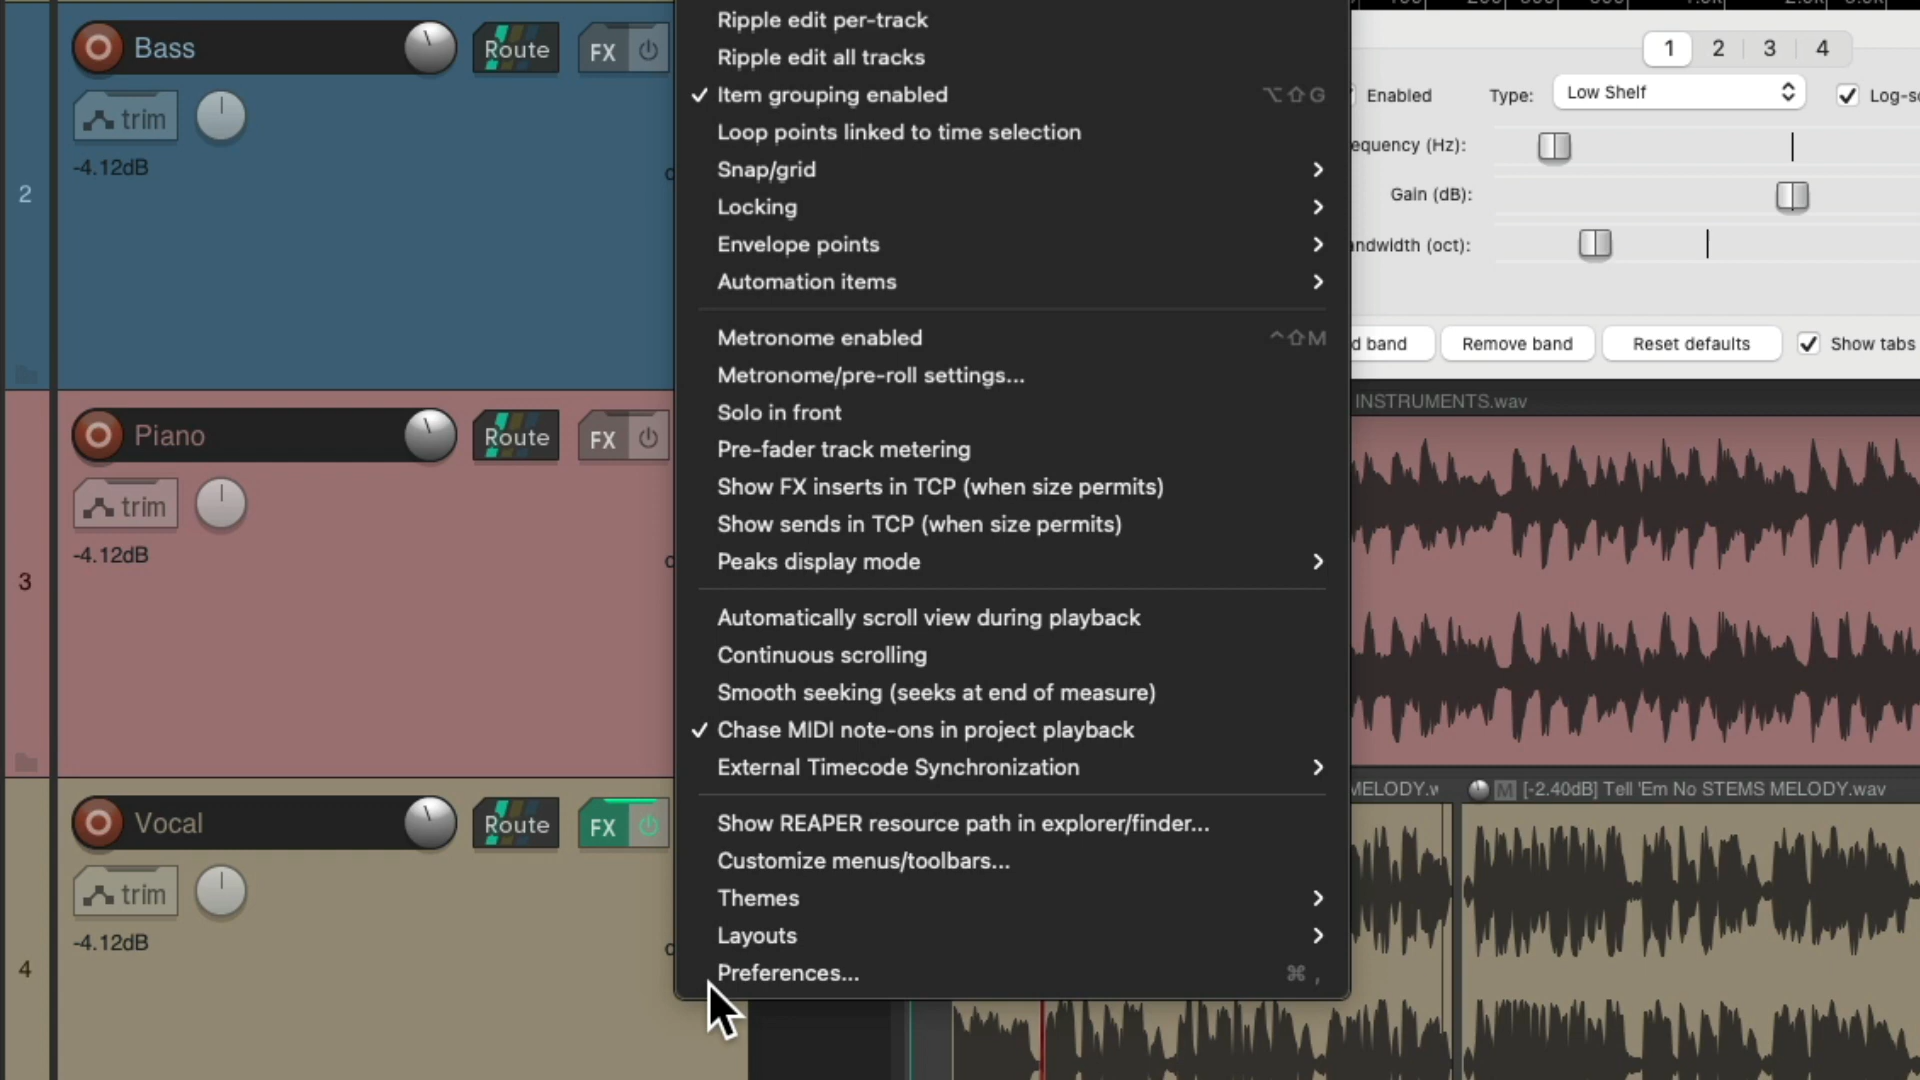 Bass
Route
FX
trim
-4.12dB
2
Piano
Route
FX
trim
-4.12dB
3
Vocal
Route
FX
trim
-4.12dB
4
Ripple edit per-track
Ripple edit all tracks
✓ Item grouping enabled ⌥⇧G
Loop points linked to time selection
Snap/grid
Locking
Envelope points
Automation items
Metronome enabled ^⇧M
Metronome/pre-roll settings...
Solo in front
Pre-fader track metering
Show FX inserts in TCP (when size permits)
Show sends in TCP (when size permits)
Peaks display mode
Automatically scroll view during playback
Continuous scrolling
Smooth seeking (seeks at end of measure)
✓ Chase MIDI note-ons in project playback
External Timecode Synchronization
Show REAPER resource path in explorer/finder...
Customize menus/toolbars...
Themes
Layouts
Preferences... ⌘ ,
1 2 3 4
Enabled Type: Low Shelf Log-sc
equency (Hz):
Gain (dB):
andwidth (oct):
d band Remove band Reset defaults Show tabs
INSTRUMENTS.wav
MELODY.w
M [-2.40dB] Tell 'Em No STEMS MELODY.wav